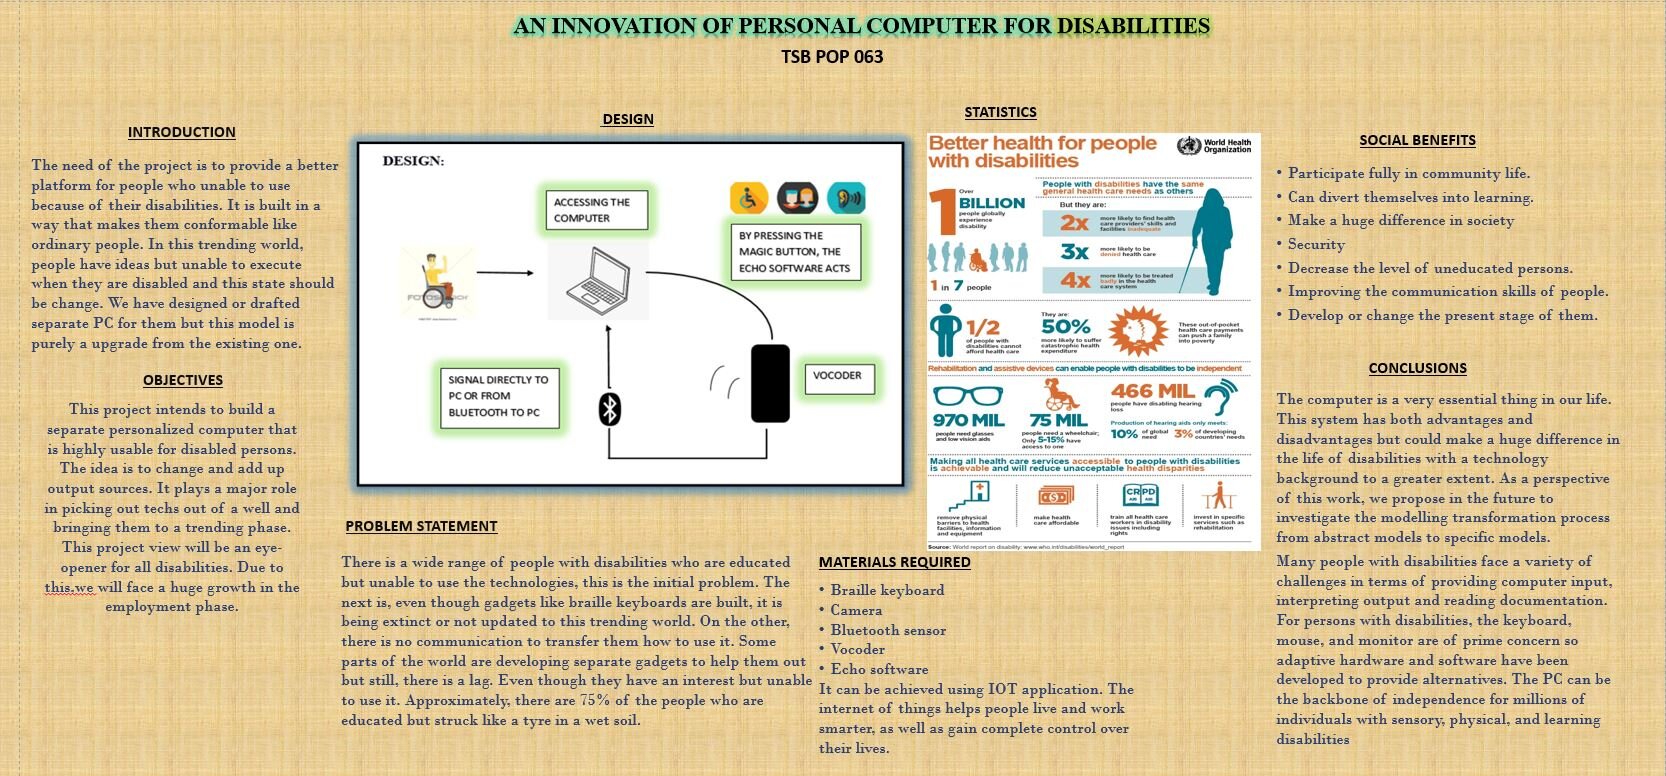 AN INNOVATION OF PERSONAL COMPUTER FOR DISABILITIES
TSB POP 063
INTRODUCTION
The need of the project is to provide a better
platform for people who unable to use
because of their disabilities. It is built in a
way that makes them conformable like
ordinary people. In this trending world,
people have ideas but unable to execute
when they are disabled and this state should
be change. We have designed or drafted
separate PC for them but this model is
purely a upgrade from the existing one.
OBJECTIVES
This project intends to build a
separate personalized computer that
is highly usable for disabled persons.
The idea is to change and add up
output sources. It plays a major role
in picking out techs out of a well and
bringing them to a trending phase.
This project view will be an eye-
opener for all disabilities. Due to
this.we will face a huge growth in the
employment phase.
DESIGN
DESIGN:
ACCESSING THE
COMPUTER
BY PRESSING THE
MAGIC BUTTON, THE
ECHO SOFTWARE ACTS
SIGNAL DIRECTLY TO
PC OR FROM
BLUETOOTH TO PC
VOCODER
PROBLEM STATEMENT
There is a wide range of people with disabilities who are educated
but unable to use the technologies, this is the initial problem. The
next is, even though gadgets like braille keyboards are built, it is
being extinct or not updated to this trending world. On the other,
there is no communication to transfer them how to use it. Some
parts of the world are developing separate gadgets to help them out
but still, there is a lag. Even though they have an interest but unable
to use it. Approximately, there are 75% of the people who are
educated but struck like a tyre in a wet soil.
STATISTICS
Better health for people
with disabilities
World Health
Organization
Over
1 BILLION
people globally
experience
disability
1 in 7 people
People with disabilities have the same
general health care needs as others
But they are:
2x
more likely to find health
care providers' skills and
facilities inadequate
3x
more likely to be
denied health care
4x
more likely to be treated
badly in the health
care system
1/2
of people with
disabilities cannot
afford health care
They are:
50%
more likely to suffer
catastrophic health
expenditure
These out-of-pocket
health care payments
can push a family
into poverty
Rehabilitation and assistive devices can enable people with disabilities to be independent
970 MIL
people need glasses
and low vision aids
75 MIL
people need a wheelchair;
Only 5-15% have
access to one
466 MIL
people have disabling hearing
loss
Production of hearing aids only meets:
10% of global
need
3% of developing
countries' needs
Making all health care services accessible to people with disabilities
is achievable and will reduce unacceptable health disparities
remove physical
barriers to health
facilities, information
and equipment
make health
care affordable
CRPD
train all health care
workers in disability
issues including
rights
invest in specific
services such as
rehabilitation
Source: World report on disability: www.who.int/disabilities/world_report
MATERIALS REQUIRED
• Braille keyboard
• Camera
• Bluetooth sensor
• Vocoder
• Echo software
It can be achieved using IOT application. The
internet of things helps people live and work
smarter, as well as gain complete control over
their lives.
SOCIAL BENEFITS
• Participate fully in community life.
• Can divert themselves into learning.
• Make a huge difference in society
• Security
• Decrease the level of uneducated persons.
• Improving the communication skills of people.
• Develop or change the present stage of them.
CONCLUSIONS
The computer is a very essential thing in our life.
This system has both advantages and
disadvantages but could make a huge difference in
the life of disabilities with a technology
background to a greater extent. As a perspective
of this work, we propose in the future to
investigate the modelling transformation process
from abstract models to specific models.
Many people with disabilities face a variety of
challenges in terms of providing computer input,
interpreting output and reading documentation.
For persons with disabilities, the keyboard,
mouse, and monitor are of prime concern so
adaptive hardware and software have been
developed to provide alternatives. The PC can be
the backbone of independence for millions of
individuals with sensory, physical, and learning
disabilities